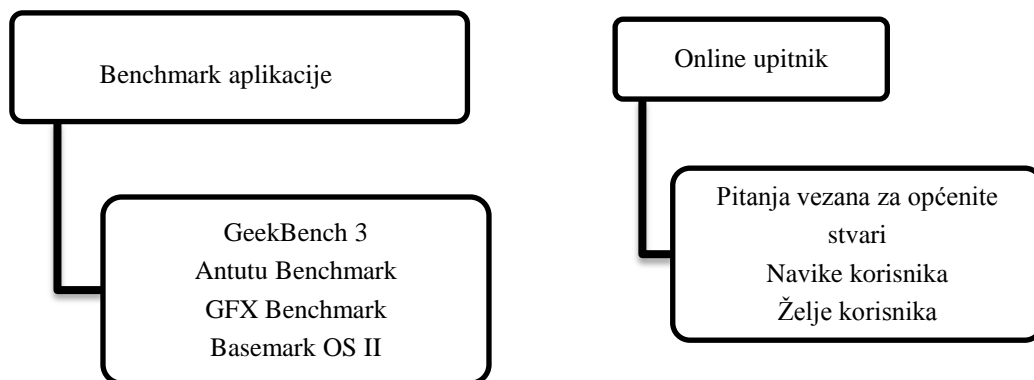 Benchmark aplikacije
GeekBench 3
Antutu Benchmark
GFX Benchmark
Basemark OS II
Online upitnik
Pitanja vezana za općenite
stvari
Navike korisnika
Želje korisnika